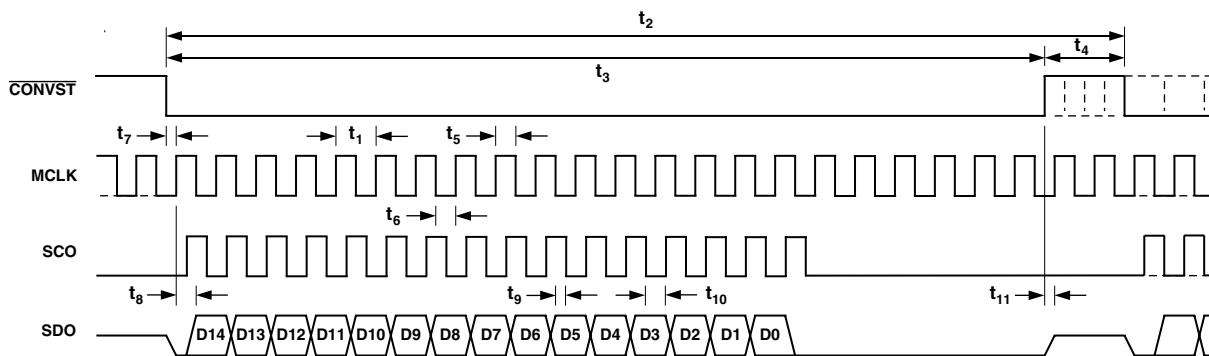 t2
t3
t4
CONVST
t7
t1
t5
MCLK
t6
SCO
t8
t9
t10
t11
SDO
D14 D13 D12 D11 D10 D9 D8 D7 D6 D5 D4 D3 D2 D1 D0